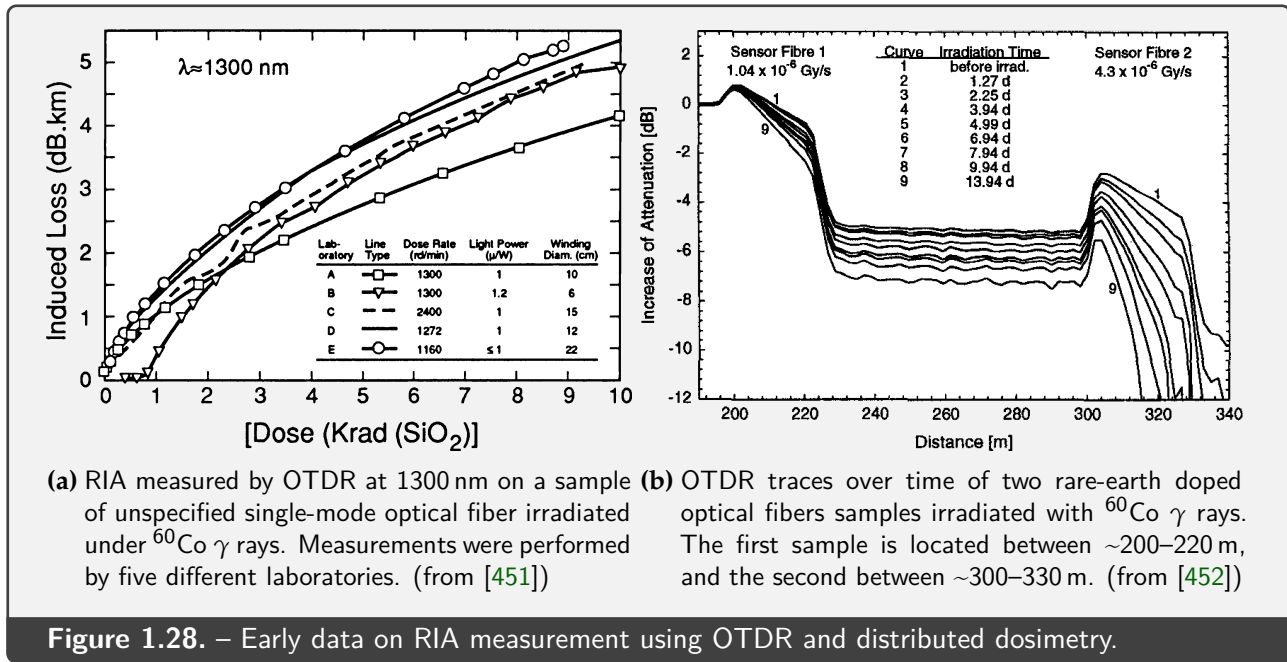 λ≈1300 nm
Induced Loss (dB.km)
5
4
3
2
1
0
0 1 2 3 4 5 6 7 8 9 10
[Dose (Krad (SiO₂)]
Lab-oratory Line Type Dose Rate (rd/min) Light Power (μ/W) Winding Diam. (cm)
A 1300 1 10
B 1300 1.2 6
C 2400 1 15
D 1272 1 12
E 1160 ≤ 1 22
Increase of Attenuation [dB]
2
0
-2
-4
-6
-8
-10
-12
Sensor Fibre 1
1.04 x 10⁻⁶ Gy/s
Curve Irradiation Time
1 before irrad.
2 1.27 d
3 2.25 d
4 3.94 d
5 4.99 d
6 6.94 d
7 7.94 d
8 9.94 d
9 13.94 d
Sensor Fibre 2
4.3 x 10⁻⁶ Gy/s
1
9
1
9
200 220 240 260 280 300 320 340
Distance [m]
(a) RIA measured by OTDR at 1300 nm on a sample
of unspecified single-mode optical fiber irradiated
under ⁶⁰Co γ rays. Measurements were performed
by five different laboratories. (from [451])
(b) OTDR traces over time of two rare-earth doped
optical fibers samples irradiated with ⁶⁰Co γ rays.
The first sample is located between ~200–220 m,
and the second between ~300–330 m. (from [452])
Figure 1.28. – Early data on RIA measurement using OTDR and distributed dosimetry.